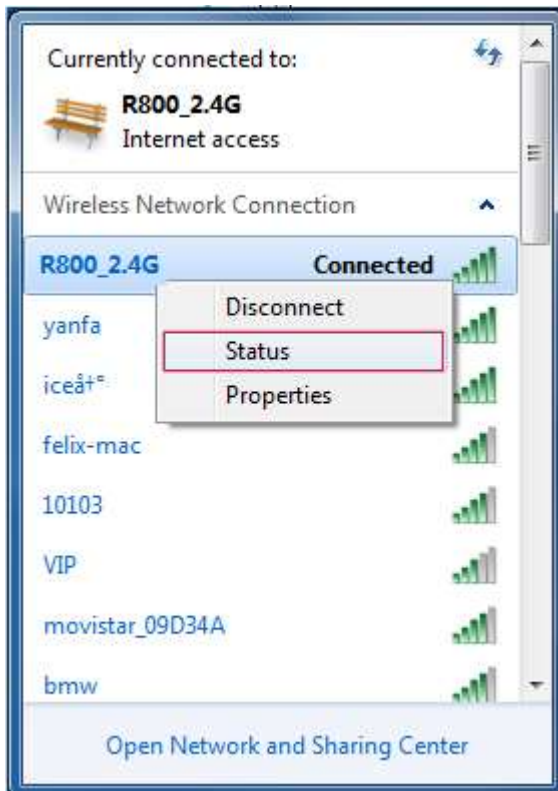 Currently connected to:
R800_2.4G
Internet access
Wireless Network Connection
R800_2.4G Connected
Disconnect
yanfa
Status
iceå†°
Properties
felix-mac
10103
VIP
movistar_09D34A
bmw
Open Network and Sharing Center